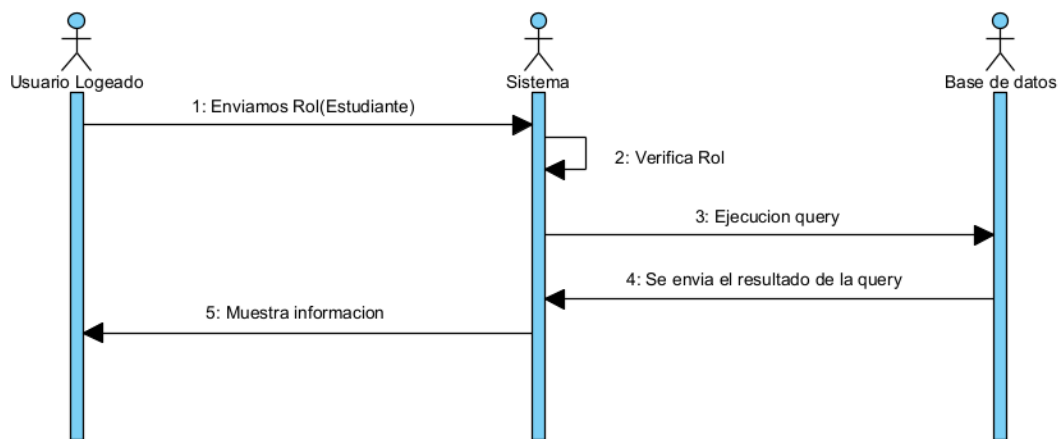 Usuario Logeado
Sistema
Base de datos
1: Enviamos Rol(Estudiante)
2: Verifica Rol
3: Ejecucion query
4: Se envia el resultado de la query
5: Muestra informacion